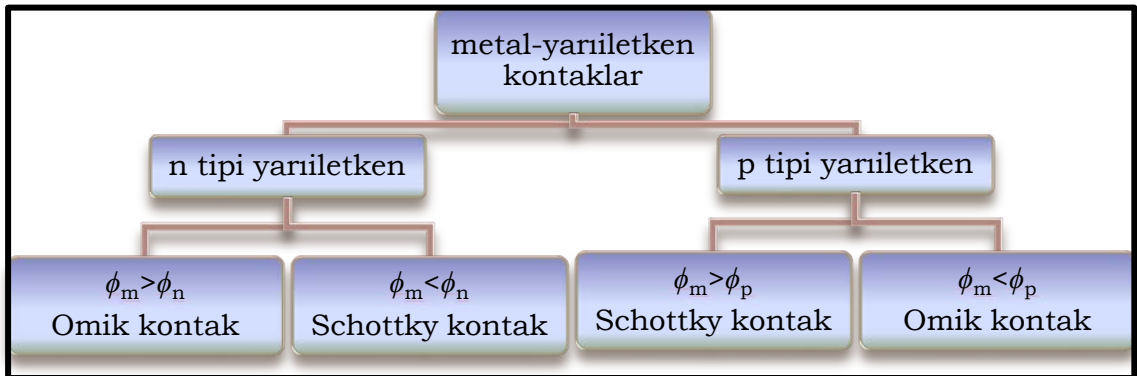 metal-yarıiletken
kontaklar
n tipi yarıiletken
p tipi yarıiletken
ϕm>ϕn
Omik kontak
ϕm<ϕn
Schottky kontak
ϕm>ϕp
Schottky kontak
ϕm<ϕp
Omik kontak